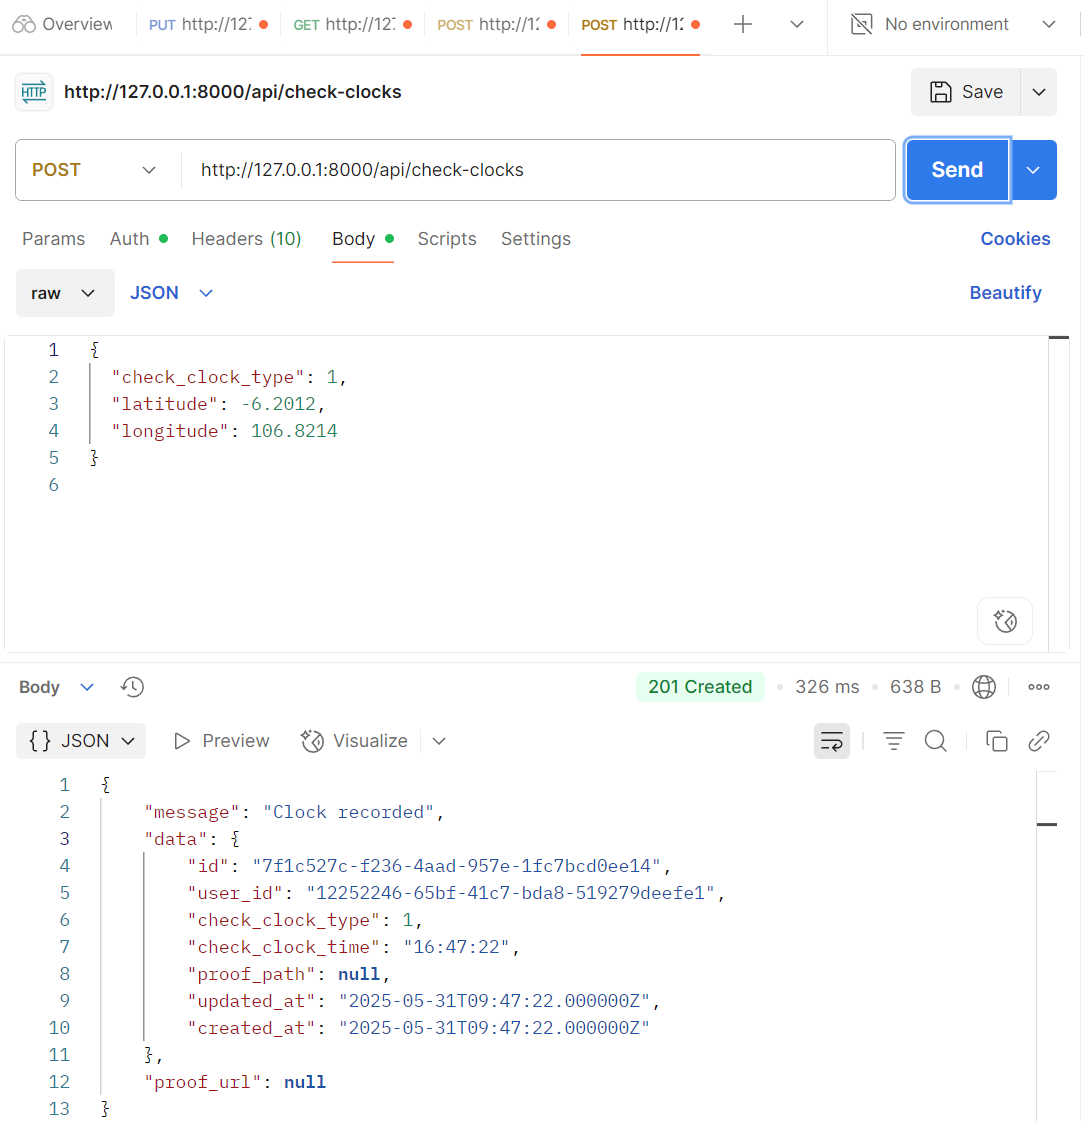 Overview PUT http://127. GET http://127. POST http://12 POST http://12 No environment
HTTP http://127.0.0.1:8000/api/check-clocks Save
POST http://127.0.0.1:8000/api/check-clocks Send
Params Auth Headers (10) Body Scripts Settings Cookies
raw JSON Beautify
1 {
2 "check_clock_type": 1,
3 "latitude": -6.2012,
4 "longitude": 106.8214
5 }
6
Body 201 Created 326 ms 638 B
{} JSON Preview Visualize
1 {
2 "message": "Clock recorded",
3 "data": {
4 "id": "7f1c527c-f236-4aad-957e-1fc7bcd0ee14",
5 "user_id": "12252246-65bf-41c7-bda8-519279deefe1",
6 "check_clock_type": 1,
7 "check_clock_time": "16:47:22",
8 "proof_path": null,
9 "updated_at": "2025-05-31T09:47:22.000000Z",
10 "created_at": "2025-05-31T09:47:22.000000Z"
11 },
12 "proof_url": null
13 }